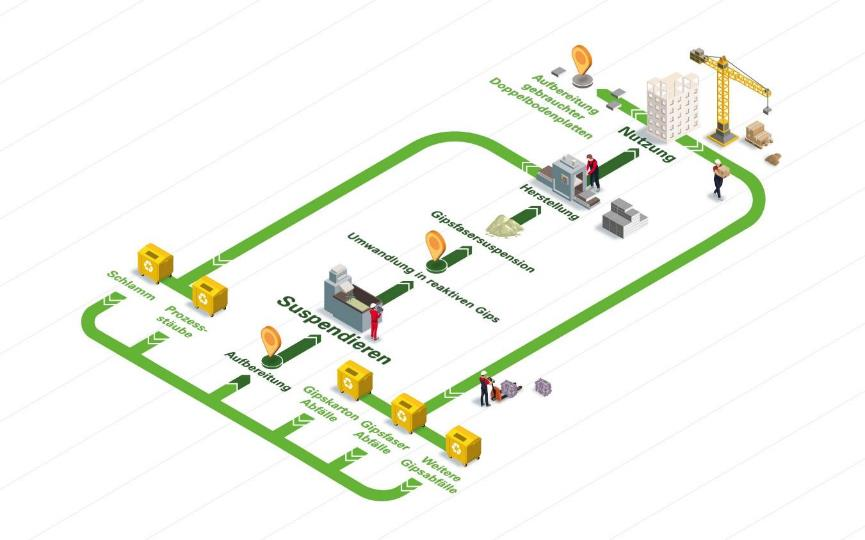 Aufbereitung
gebrauchter
Doppelbodenplatten
Nutzung
Herstellung
Gipsfasersuspension
Umwandlung in reaktiven Gips
Suspendieren
Aufbereitung
Schlamm
Prozess-
stäube
Gipskarton
Abfälle
Gipsfaser
Abfälle
Weitere
Gipsabfälle